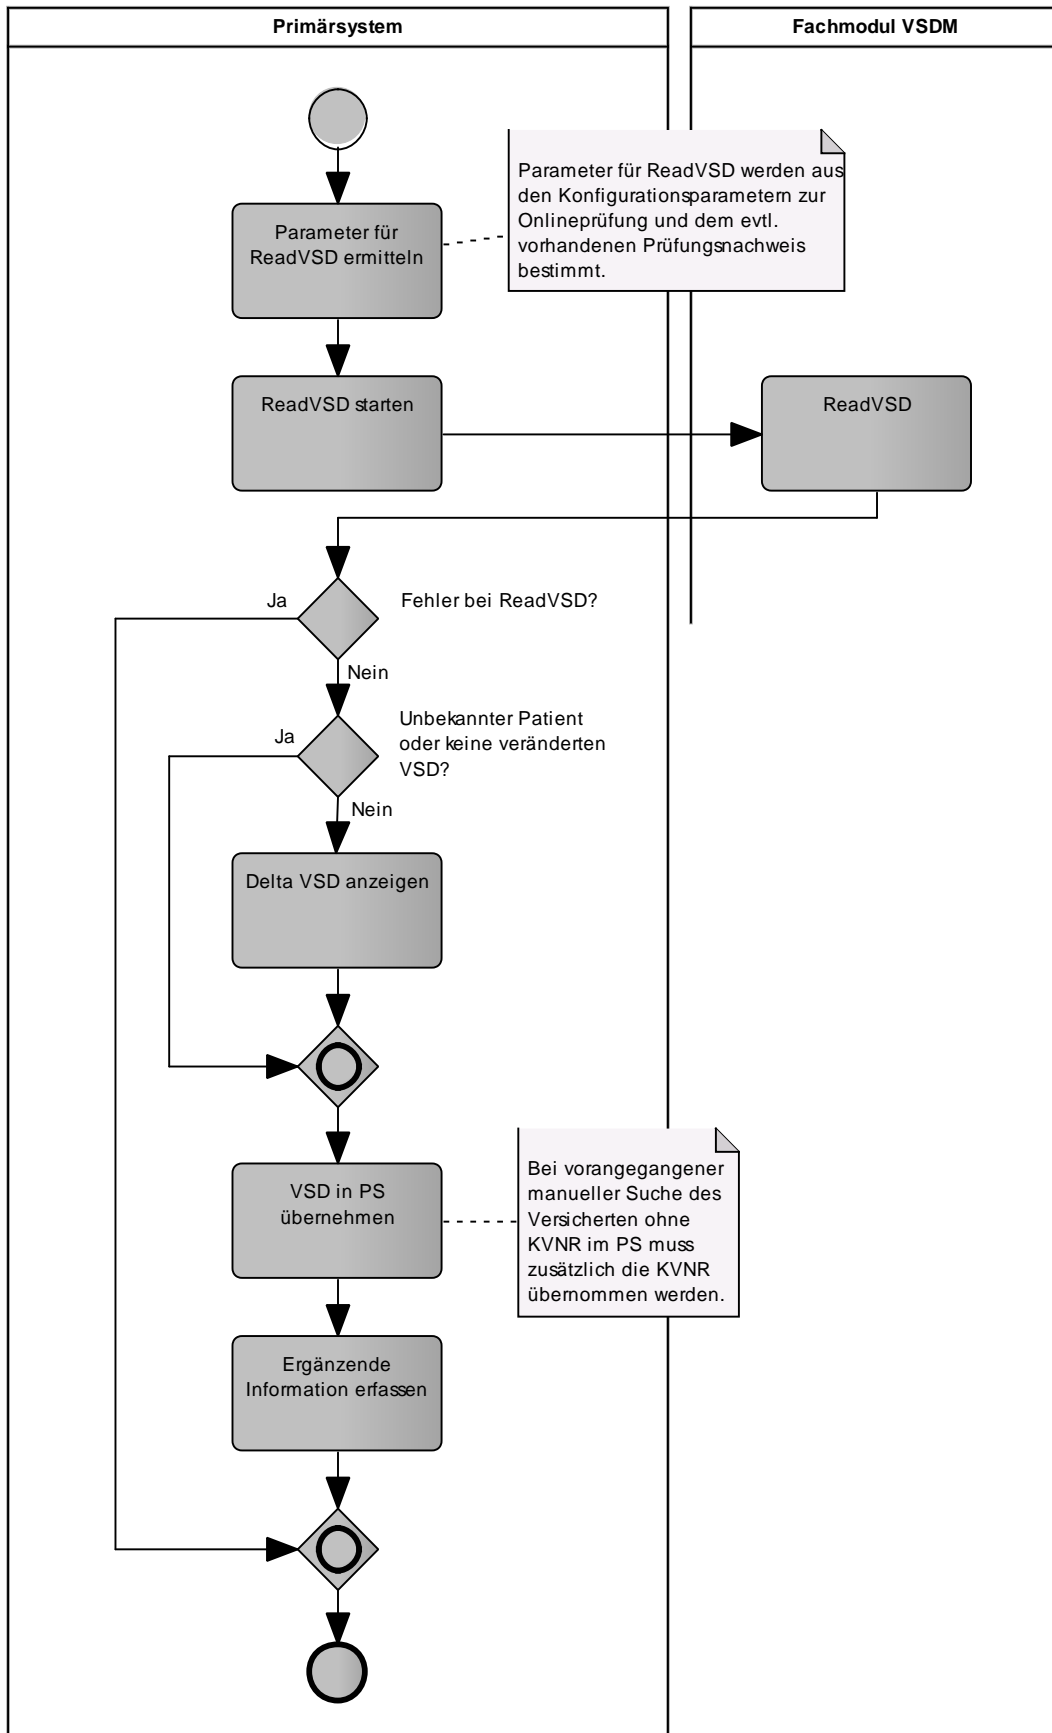 Primärsystem
Fachmodul VSDM
Parameter für
ReadVSD ermitteln
Parameter für ReadVSD werden aus
den Konfigurationsparametern zur
Onlineprüfung und dem evtl.
vorhandenen Prüfungsnachweis
bestimmt.
ReadVSD starten
ReadVSD
Ja
Fehler bei ReadVSD?
Nein
Ja
Unbekannter Patient
oder keine veränderten
VSD?
Nein
Delta VSD anzeigen
VSD in PS
übernehmen
Bei vorangegangener
manueller Suche des
Versicherten ohne
KVNR im PS muss
zusätzlich die KVNR
übernommen werden.
Ergänzende
Information erfassen